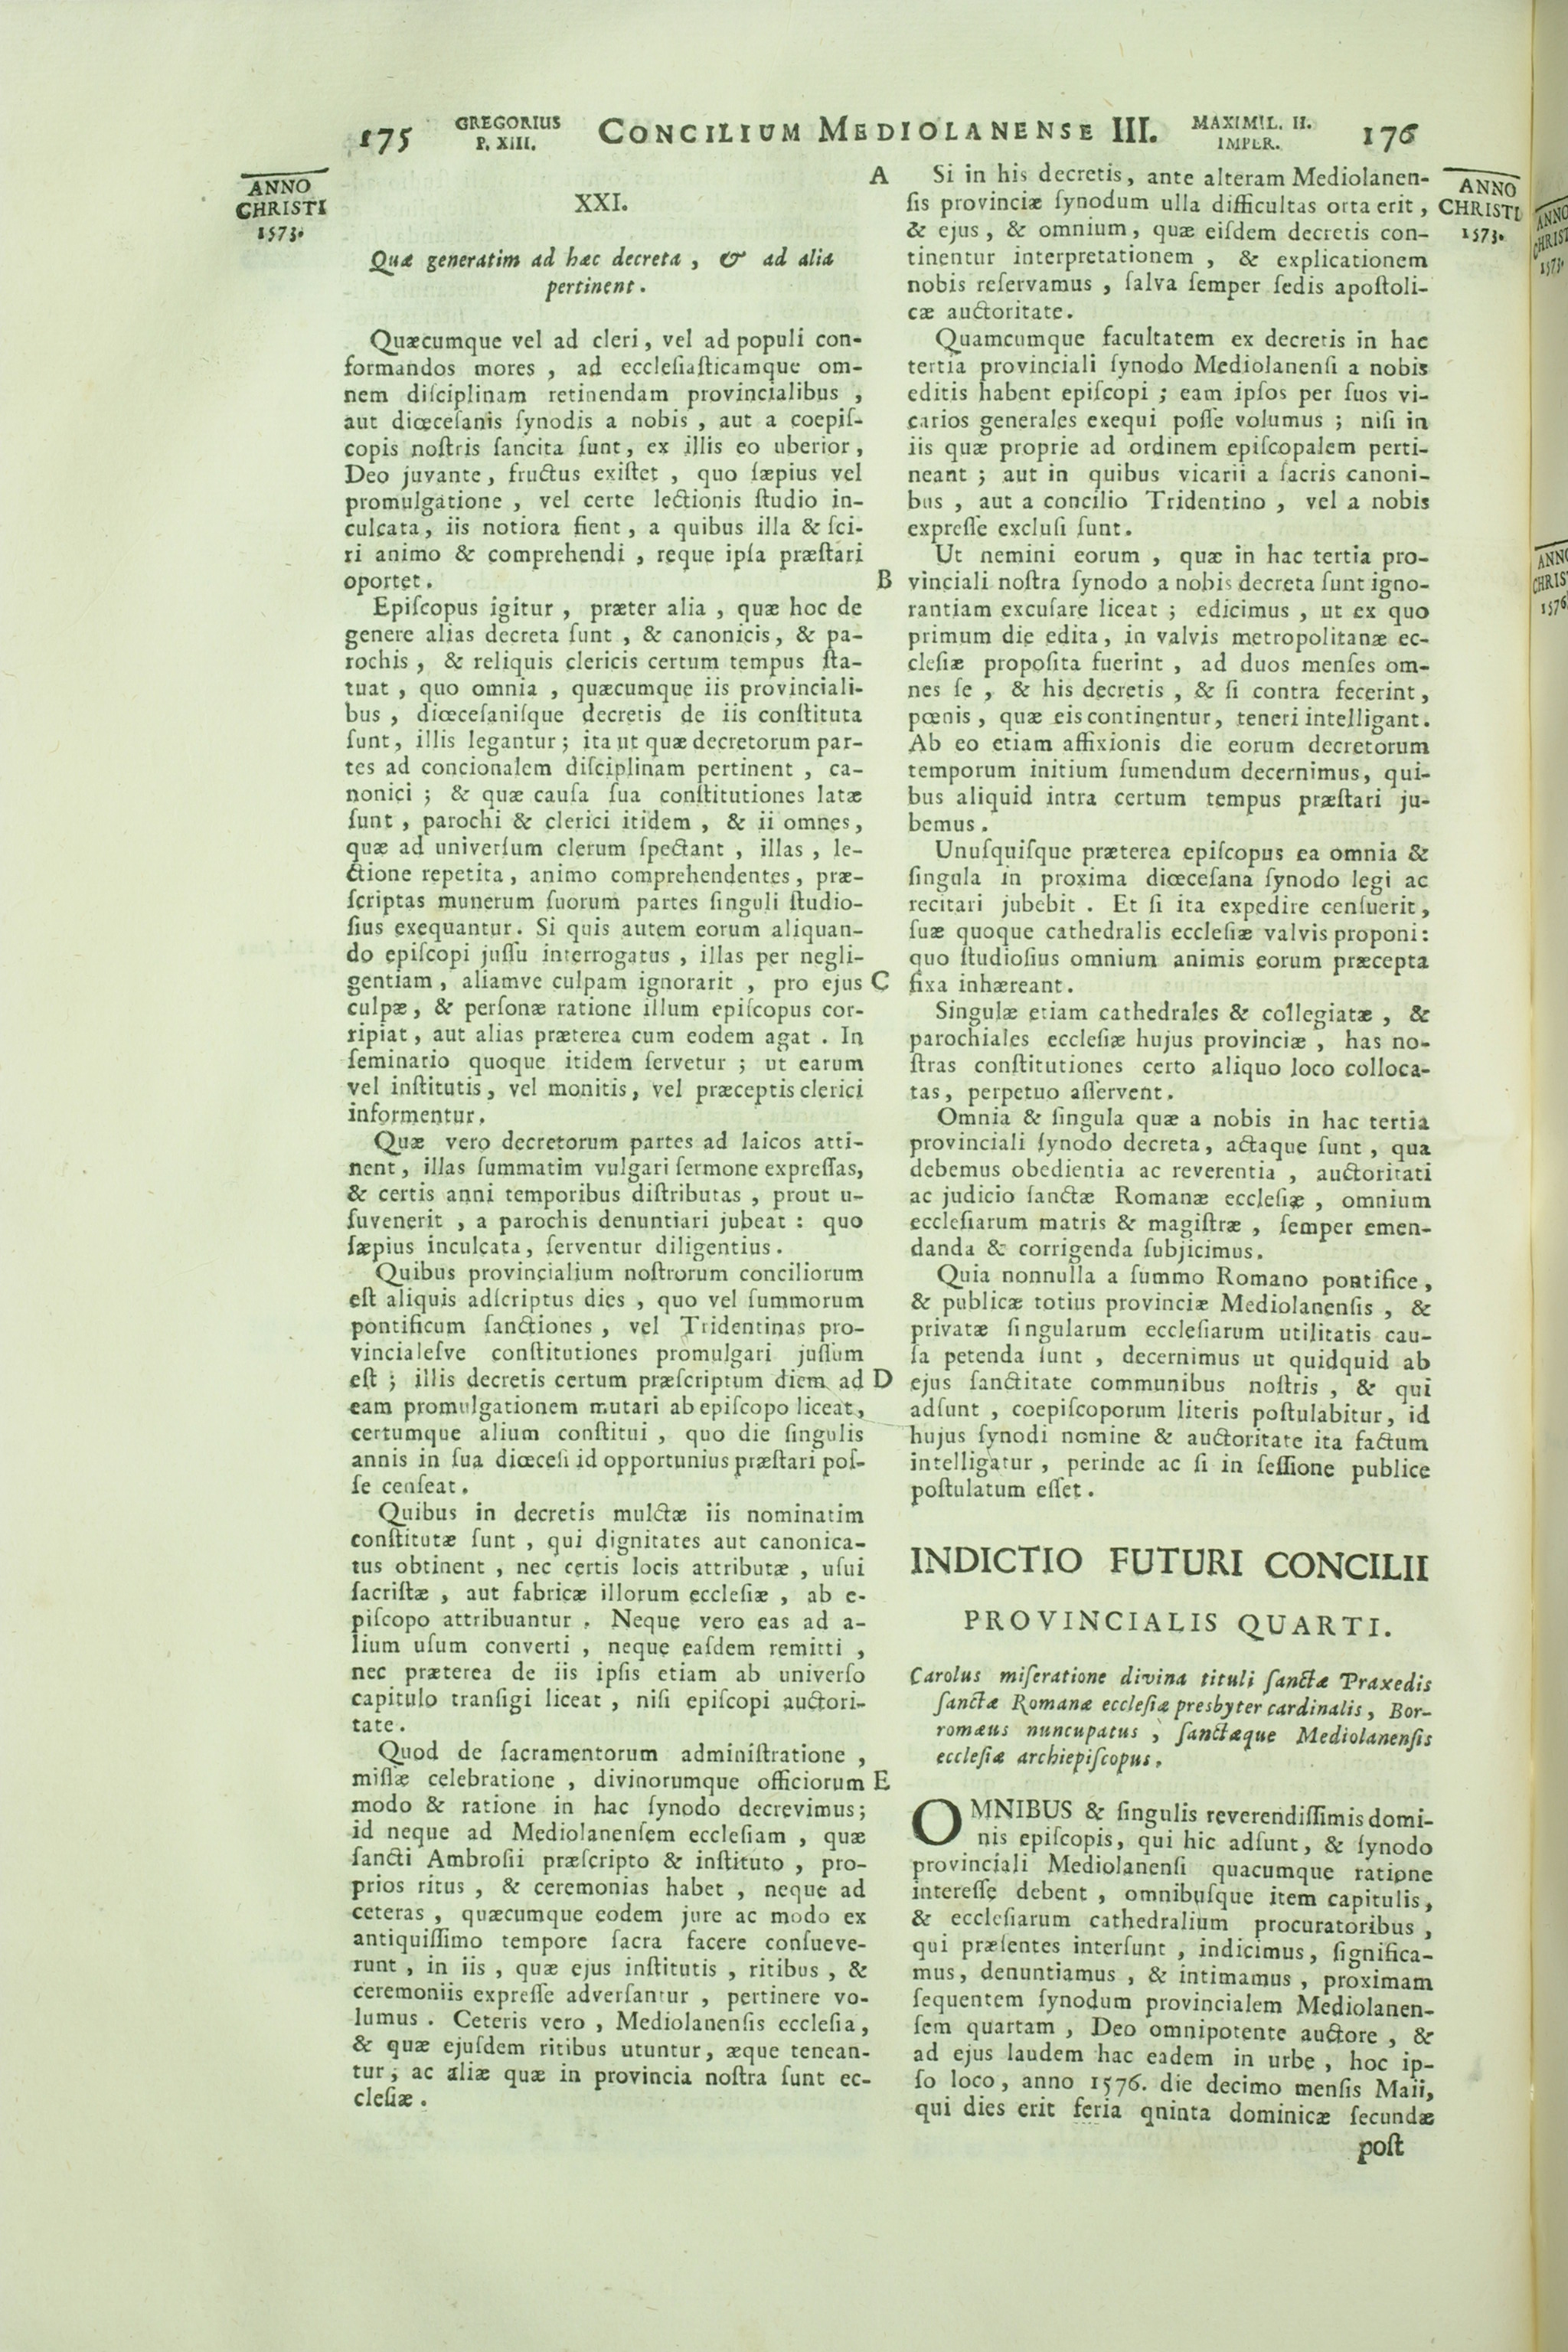 175 GREGORIUS P. XIII. CONCILIUM MEDIOLANENSE III. MAXIMIL. II. IMPER. 176
ANNO
CHRISTI
1573.
XXI.
Quæ generatim ad hæc decreta , & ad alia
pertinent .
Quæcumque vel ad cleri , vel ad populi con-
formandos mores , ad eccleſiaſticamque om-
nem diſciplinam retinendam provincialibus ,
aut diœceſanis ſynodis a nobis , aut a coepiſ-
copis noſtris ſancita ſunt , ex illis eo uberior ,
Deo juvante , fructus exiſtet , quo ſæpius vel
promulgatione , vel certe lectionis ſtudio in-
culcata , iis notiora fient , a quibus illa & ſci-
ri animo & comprehendi , reque ipſa præſtari
oportet .
Epiſcopus igitur , præter alia , quæ hoc de
genere alias decreta ſunt , & canonicis , & pa-
rochis , & reliquis clericis certum tempus ſta-
tuat , quo omnia , quæcumque iis provinciali-
bus , diœceſaniſque decretis de iis conſtituta
ſunt , illis legantur ; ita ut quæ decretorum par-
tes ad concionalem diſciplinam pertinent , ca-
nonici ; & quæ cauſa ſua conſtitutiones latæ
ſunt , parochi & clerici itidem , & ii omnes ,
quæ ad univerſum clerum ſpectant , illas , le-
ctione repetita , animo comprehendentes , præ-
ſcriptas munerum ſuorum partes ſinguli ſtudio-
ſius exequantur . Si quis autem eorum aliquan-
do epiſcopi juſſu interrogatus , illas per negli-
gentiam , aliamve culpam ignorarit , pro ejus
culpæ , & perſonæ ratione illum epiſcopus cor-
ripiat , aut alias præterea cum eodem agat . In
ſeminario quoque itidem ſervetur ; ut earum
vel inſtitutis , vel monitis , vel præceptis clerici
informentur .
Quæ vero decretorum partes ad laicos atti-
nent , illas ſummatim vulgari ſermone expreſſas ,
& certis anni temporibus diſtributas , prout u-
ſuvenerit , a parochis denuntiari jubeat : quo
ſæpius inculcata , ſerventur diligentius .
Quibus provincialium noſtrorum conciliorum
eſt aliquis adſcriptus dies , quo vel ſummorum
pontificum ſanctiones , vel Tridentinas pro-
vincialeſve conſtitutiones promulgari juſſum
eſt ; illis decretis certum præſcriptum diem ad
eam promulgationem mutari ab epiſcopo liceat ,
certumque alium conſtitui , quo die ſingulis
annis in ſua diœceſi id opportunius præſtari poſ-
ſe cenſeat .
Quibus in decretis mulctæ iis nominatim
conſtitutæ ſunt , qui dignitates aut canonica-
tus obtinent , nec certis locis attributæ , uſui
ſacriſtæ , aut fabricæ illorum eccleſiæ , ab e-
piſcopo attribuantur . Neque vero eas ad a-
lium uſum converti , neque eaſdem remitti ,
nec præterea de iis ipſis etiam ab univerſo
capitulo tranſigi liceat , niſi epiſcopi auctori-
tate .
Quod de ſacramentorum adminiſtratione ,
miſſæ celebratione , divinorumque officiorum
modo & ratione in hac ſynodo decrevimus ;
id neque ad Mediolanenſem eccleſiam , quæ
ſancti Ambroſii præſcripto & inſtituto , pro-
prios ritus , & ceremonias habet , neque ad
ceteras , quæcumque eodem jure ac modo ex
antiquiſſimo tempore ſacra facere conſueve-
runt , in iis , quæ ejus inſtitutis , ritibus , &
ceremoniis expreſſe adverſantur , pertinere vo-
lumus . Ceteris vero , Mediolanenſis eccleſia ,
& quæ ejuſdem ritibus utuntur , æque tenean-
tur ; ac aliæ quæ in provincia noſtra ſunt ec-
cleſiæ .
A
B
C
D
E
Si in his decretis , ante alteram Mediolanen-
ſis provinciæ ſynodum ulla difficultas orta erit ,
& ejus , & omnium , quæ eiſdem decretis con-
tinentur interpretationem , & explicationem
nobis reſervamus , ſalva ſemper ſedis apoſtoli-
cæ auctoritate .
Quamcumque facultatem ex decretis in hac
tertia provinciali ſynodo Mediolanenſi a nobis
editis habent epiſcopi ; eam ipſos per ſuos vi-
carios generales exequi poſſe volumus ; niſi in
iis quæ proprie ad ordinem epiſcopalem perti-
neant ; aut in quibus vicarii a ſacris canoni-
bus , aut a concilio Tridentino , vel a nobis
expreſſe excluſi ſunt .
Ut nemini eorum , quæ in hac tertia pro-
vinciali noſtra ſynodo a nobis decreta ſunt igno-
rantiam excuſare liceat ; edicimus , ut ex quo
primum die edita , in valvis metropolitanæ ec-
cleſiæ propoſita fuerint , ad duos menſes om-
nes ſe , & his decretis , & ſi contra fecerint ,
pœnis , quæ eis continentur , teneri intelligant .
Ab eo etiam affixionis die eorum decretorum
temporum initium ſumendum decernimus , qui-
bus aliquid intra certum tempus præſtari ju-
bemus .
Unuſquiſque præterea epiſcopus ea omnia &
ſingula in proxima diœceſana ſynodo legi ac
recitari jubebit . Et ſi ita expedire cenſuerit ,
ſuæ quoque cathedralis eccleſiæ valvis proponi :
quo ſtudioſius omnium animis eorum præcepta
fixa inhæreant .
Singulæ etiam cathedrales & collegiatæ , &
parochiales eccleſiæ hujus provinciæ , has no-
ſtras conſtitutiones certo aliquo loco colloca-
tas , perpetuo aſſervent .
Omnia & ſingula quæ a nobis in hac tertia
provinciali ſynodo decreta , actaque ſunt , qua
debemus obedientia ac reverentia , auctoritati
ac judicio ſanctæ Romanæ eccleſiæ , omnium
eccleſiarum matris & magiſtræ , ſemper emen-
danda & corrigenda ſubjicimus .
Quia nonnulla a ſummo Romano pontifice ,
& publicæ totius provinciæ Mediolanenſis , &
privatæ ſingularum eccleſiarum utilitatis cau-
ſa petenda ſunt , decernimus ut quidquid ab
ejus ſanctitate communibus noſtris , & qui
adſunt , coepiſcoporum literis poſtulabitur , id
hujus ſynodi nomine & auctoritate ita factum
intelligatur , perinde ac ſi in ſeſſione publice
poſtulatum eſſet .
INDICTIO FUTURI CONCILII
PROVINCIALIS QUARTI.
Carolus miſeratione divina tituli ſanctæ Praxedis
ſanctæ Romanæ eccleſiæ presbyter cardinalis , Bor-
romæus nuncupatus , ſanctæque Mediolanenſis
eccleſiæ archiepiſcopus .
OMNIBUS & ſingulis reverendiſſimis domi-
nis epiſcopis , qui hic adſunt , & ſynodo
provinciali Mediolanenſi quacumque ratione
intereſſe debent , omnibuſque item capitulis ,
& eccleſiarum cathedralium procuratoribus ,
qui præſentes interſunt , indicimus , ſignifica-
mus , denuntiamus , & intimamus , proximam
ſequentem ſynodum provincialem Mediolanen-
ſem quartam , Deo omnipotente auctore , &
ad ejus laudem hac eadem in urbe , hoc ip-
ſo loco , anno 1576. die decimo menſis Maii ,
qui dies erit feria qninta dominicæ ſecundæ
poſt
ANNO
CHRISTI
1573.
ANNO
CHRIST
1573.
ANN
CHRIS
1576